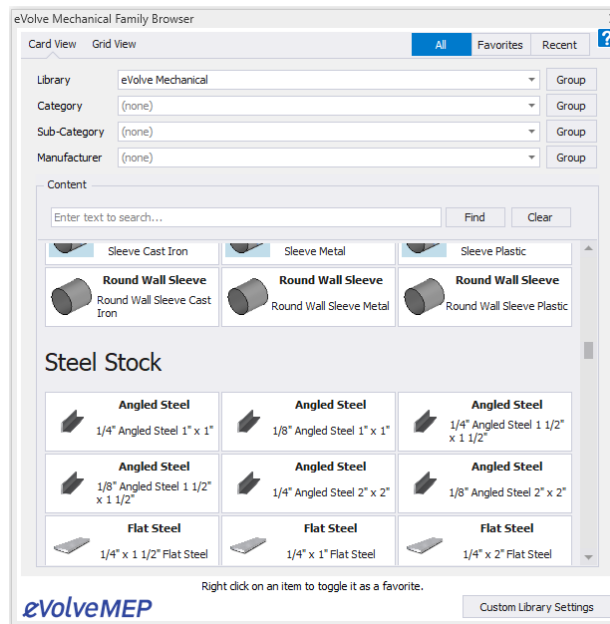 eVolve Mechanical Family Browser
Card View Grid View All Favorites Recent ?
Library eVolve Mechanical Group
Category (none) Group
Sub-Category (none) Group
Manufacturer (none) Group
Content
Enter text to search... Find Clear
Sleeve Cast Iron Sleeve Metal Sleeve Plastic
Round Wall Sleeve Round Wall Sleeve Round Wall Sleeve
Round Wall Sleeve Cast Round Wall Sleeve Metal Round Wall Sleeve Plastic
Iron
Steel Stock
Angled Steel Angled Steel Angled Steel
1/4" Angled Steel 1" x 1" 1/8" Angled Steel 1" x 1" 1/4" Angled Steel 1 1/2"
x 1 1/2"
Angled Steel Angled Steel Angled Steel
1/8" Angled Steel 1 1/2" 1/4" Angled Steel 2" x 2" 1/8" Angled Steel 2" x 2"
x 1 1/2"
Flat Steel Flat Steel Flat Steel
1/4" x 1 1/2" Flat Steel 1/4" x 1" Flat Steel 1/4" x 2" Flat Steel
Right click on an item to toggle it as a favorite.
eVolveMEP Custom Library Settings